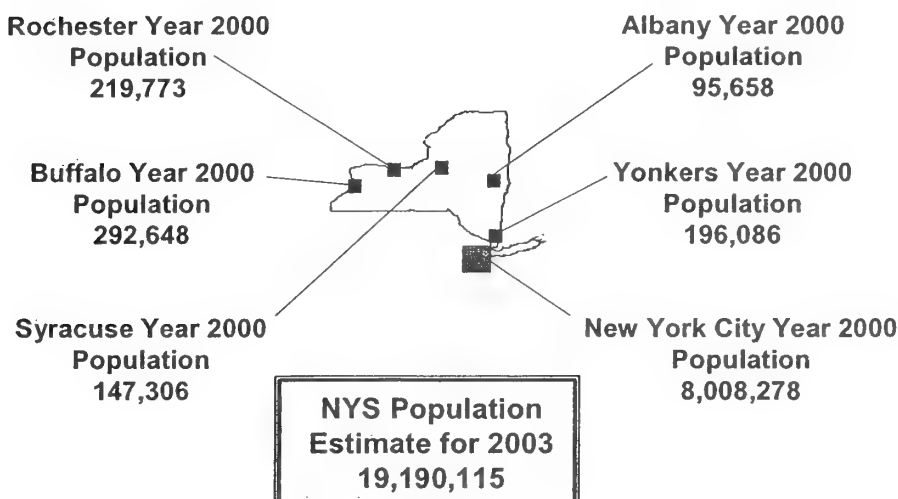 Rochester Year 2000
Population
219,773
Albany Year 2000
Population
95,658
Buffalo Year 2000
Population
292,648
Yonkers Year 2000
Population
196,086
Syracuse Year 2000
Population
147,306
New York City Year 2000
Population
8,008,278
NYS Population
Estimate for 2003
19,190,115